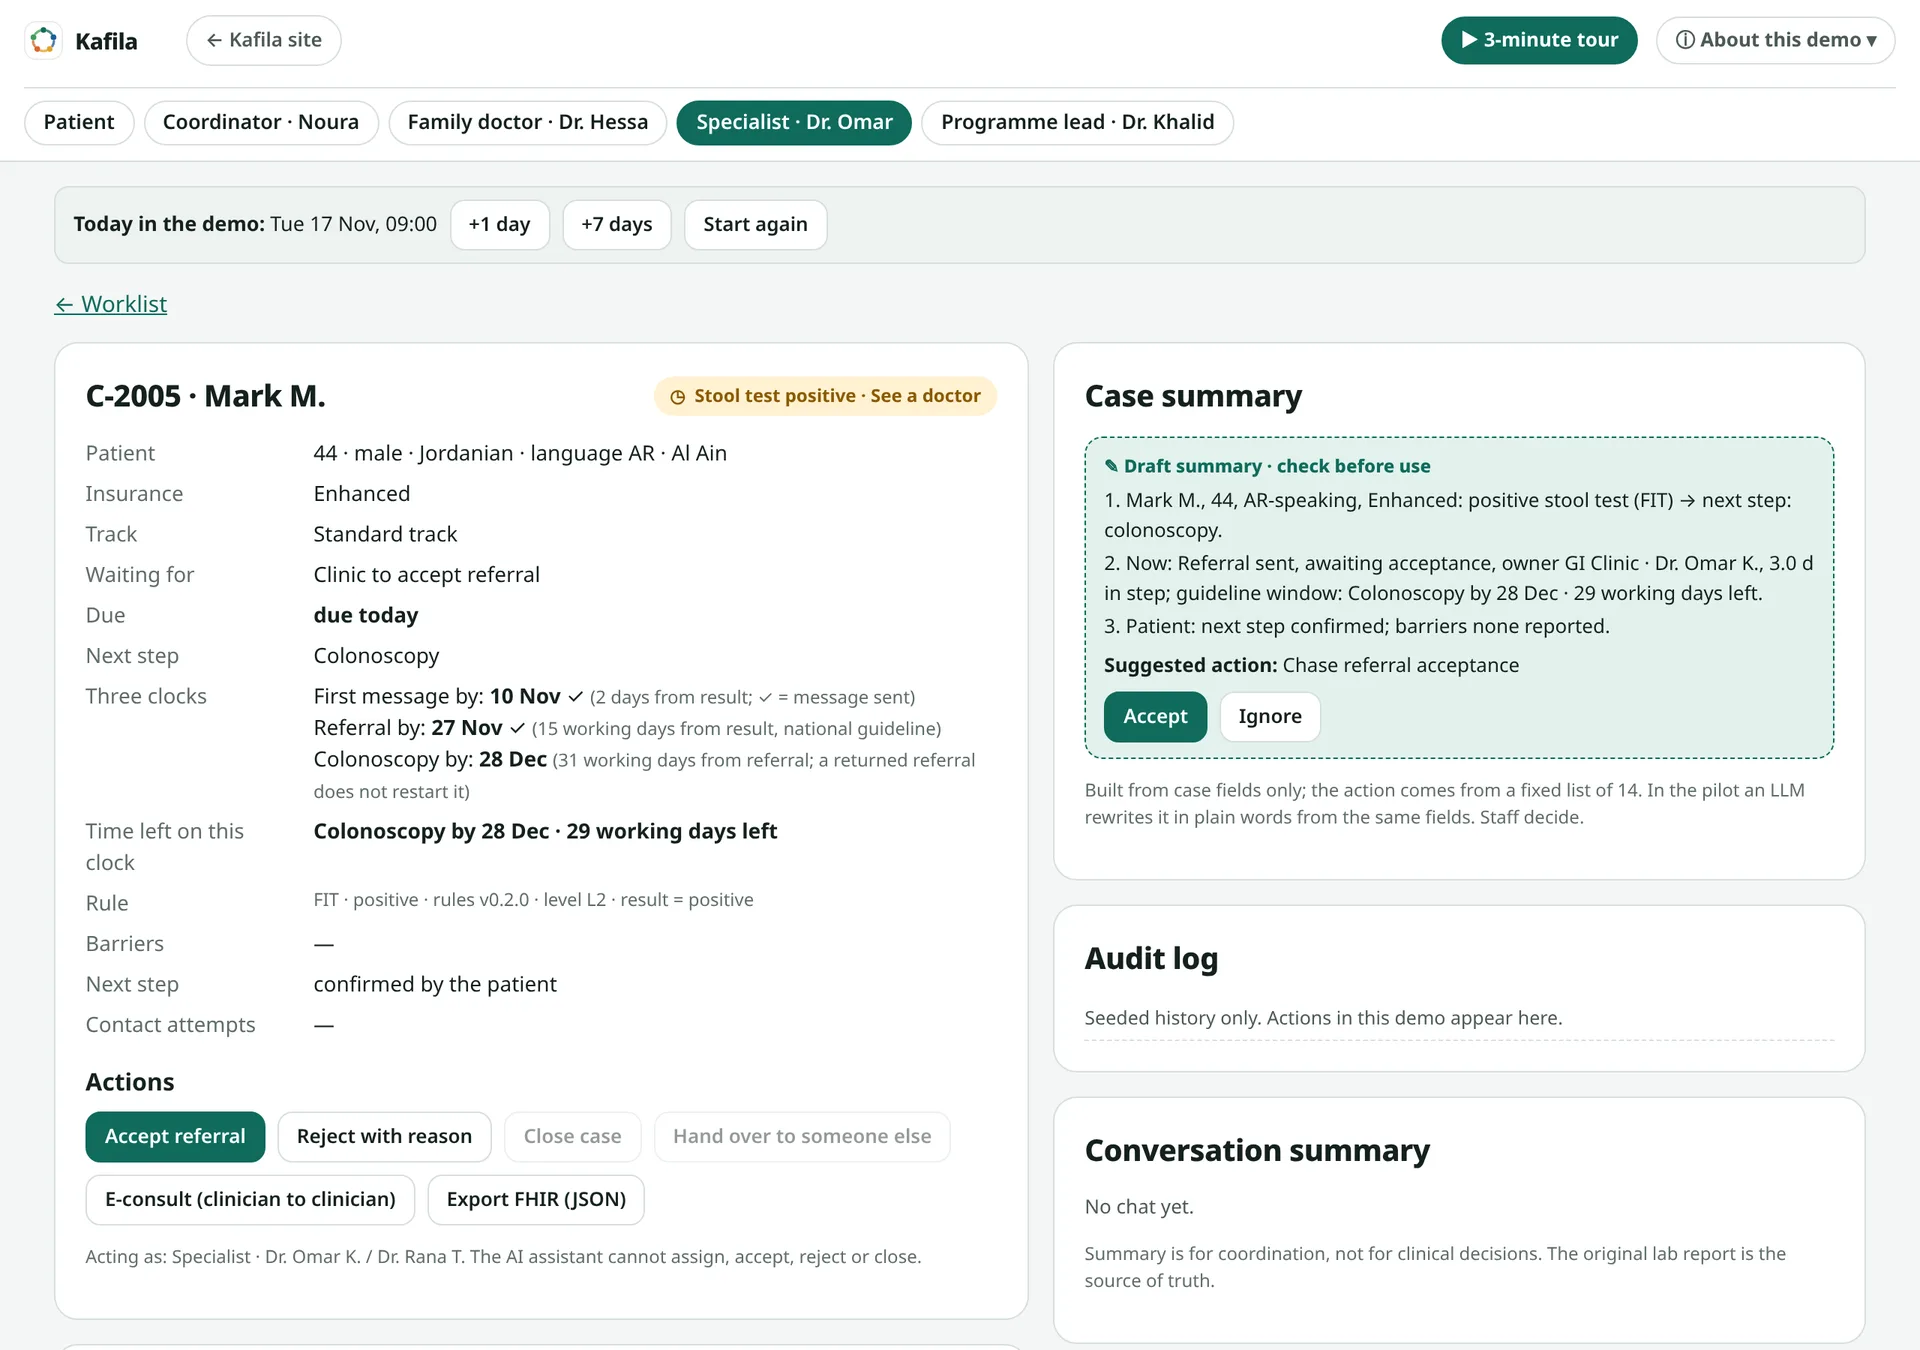 Kafila
← Kafila site
▶ 3-minute tour
ⓘ About this demo ▾
Patient
Coordinator · Noura
Family doctor · Dr. Hessa
Specialist · Dr. Omar
Programme lead · Dr. Khalid
Today in the demo: Tue 17 Nov, 09:00
+1 day
+7 days
Start again
← Worklist
C-2005 · Mark M.
◷ Stool test positive · See a doctor
Patient
44 · male · Jordanian · language AR · Al Ain
Insurance
Enhanced
Track
Standard track
Waiting for
Clinic to accept referral
Due
due today
Next step
Colonoscopy
Three clocks
First message by: 10 Nov ✓ (2 days from result; ✓ = message sent)
Referral by: 27 Nov ✓ (15 working days from result, national guideline)
Colonoscopy by: 28 Dec (31 working days from referral; a returned referral
does not restart it)
Time left on this
clock
Colonoscopy by 28 Dec · 29 working days left
Rule
FIT · positive · rules v0.2.0 · level L2 · result = positive
Barriers
—
Next step
confirmed by the patient
Contact attempts
—
Actions
Accept referral
Reject with reason
Close case
Hand over to someone else
E-consult (clinician to clinician)
Export FHIR (JSON)
Acting as: Specialist · Dr. Omar K. / Dr. Rana T. The AI assistant cannot assign, accept, reject or close.
Case summary
✎ Draft summary · check before use
1. Mark M., 44, AR-speaking, Enhanced: positive stool test (FIT) → next step:
colonoscopy.
2. Now: Referral sent, awaiting acceptance, owner GI Clinic · Dr. Omar K., 3.0 d
in step; guideline window: Colonoscopy by 28 Dec · 29 working days left.
3. Patient: next step confirmed; barriers none reported.
Suggested action: Chase referral acceptance
Accept
Ignore
Built from case fields only; the action comes from a fixed list of 14. In the pilot an LLM
rewrites it in plain words from the same fields. Staff decide.
Audit log
Seeded history only. Actions in this demo appear here.
Conversation summary
No chat yet.
Summary is for coordination, not for clinical decisions. The original lab report is the
source of truth.